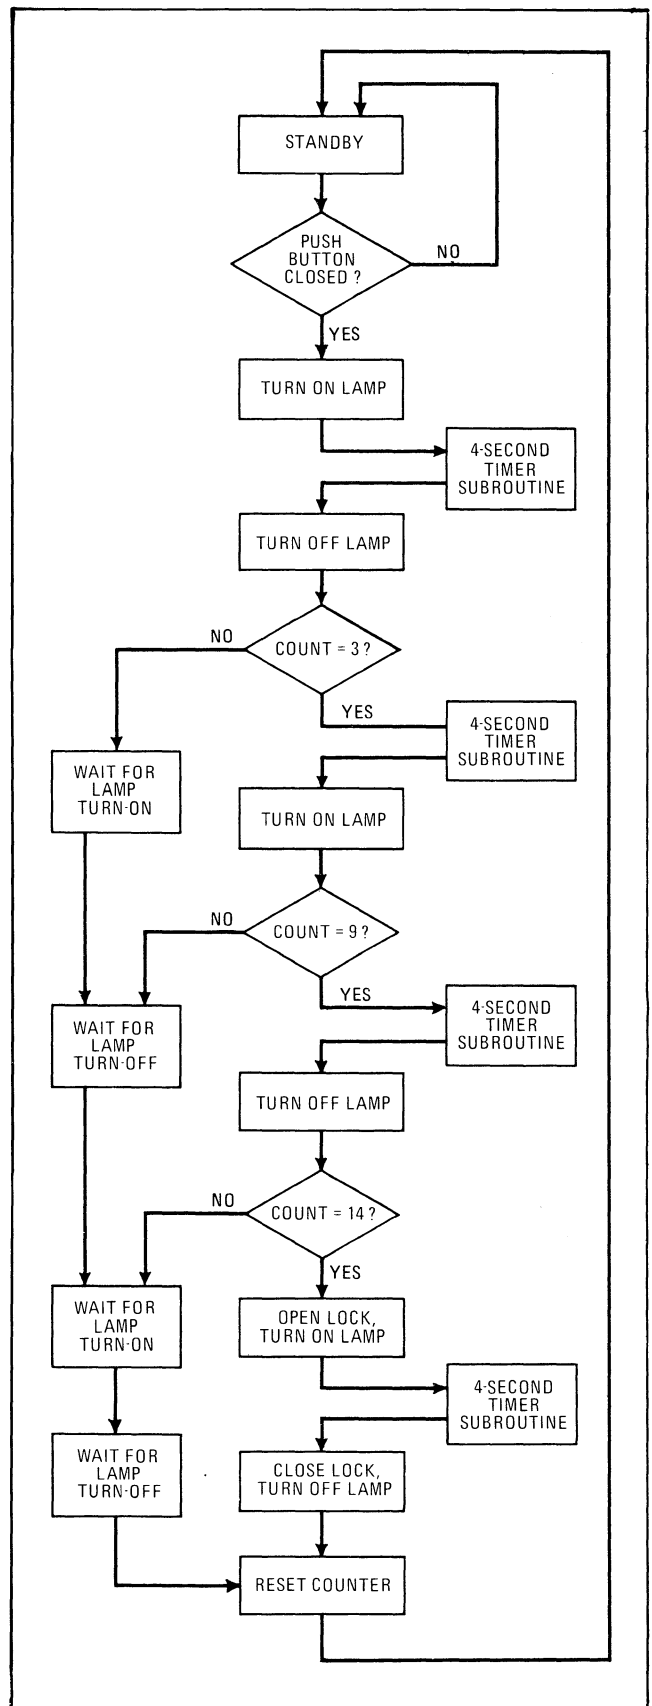 STANDBY
PUSH
BUTTON
CLOSED ?
NO
YES
TURN ON LAMP
4-SECOND
TIMER
SUBROUTINE
TURN OFF LAMP
NO
COUNT = 3 ?
YES
4-SECOND
TIMER
SUBROUTINE
WAIT FOR
LAMP
TURN-ON
TURN ON LAMP
NO
COUNT = 9 ?
YES
4-SECOND
TIMER
SUBROUTINE
WAIT FOR
LAMP
TURN-OFF
TURN OFF LAMP
NO
COUNT = 14 ?
YES
WAIT FOR
LAMP
TURN-ON
OPEN LOCK,
TURN ON LAMP
4-SECOND
TIMER
SUBROUTINE
WAIT FOR
LAMP
TURN-OFF
CLOSE LOCK,
TURN OFF LAMP
RESET COUNTER